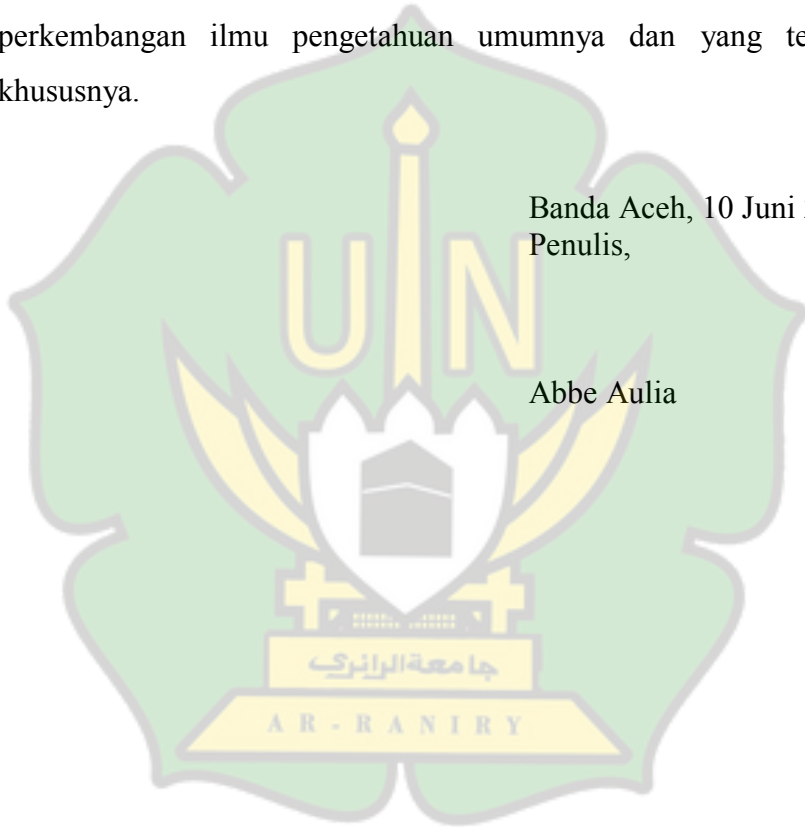 perkembangan ilmu pengetahuan umumnya dan yang te
khususnya.
Banda Aceh, 10 Juni
Penulis,
Abbe Aulia
UIN
جامعة الرانري
AR-RANIRY